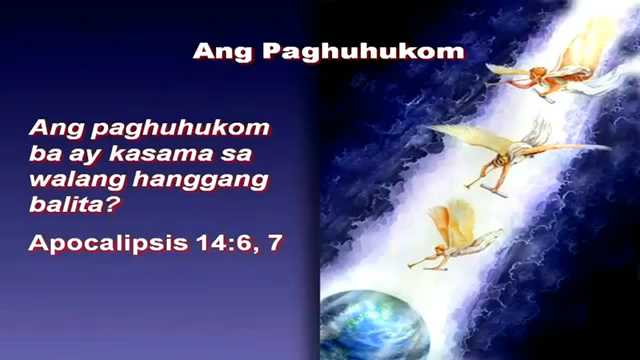 Ang Paghuhukom
Ang paghuhukom
ba ay kasama sa
walang hanggang
balita?
Apocalipsis 14:6, 7